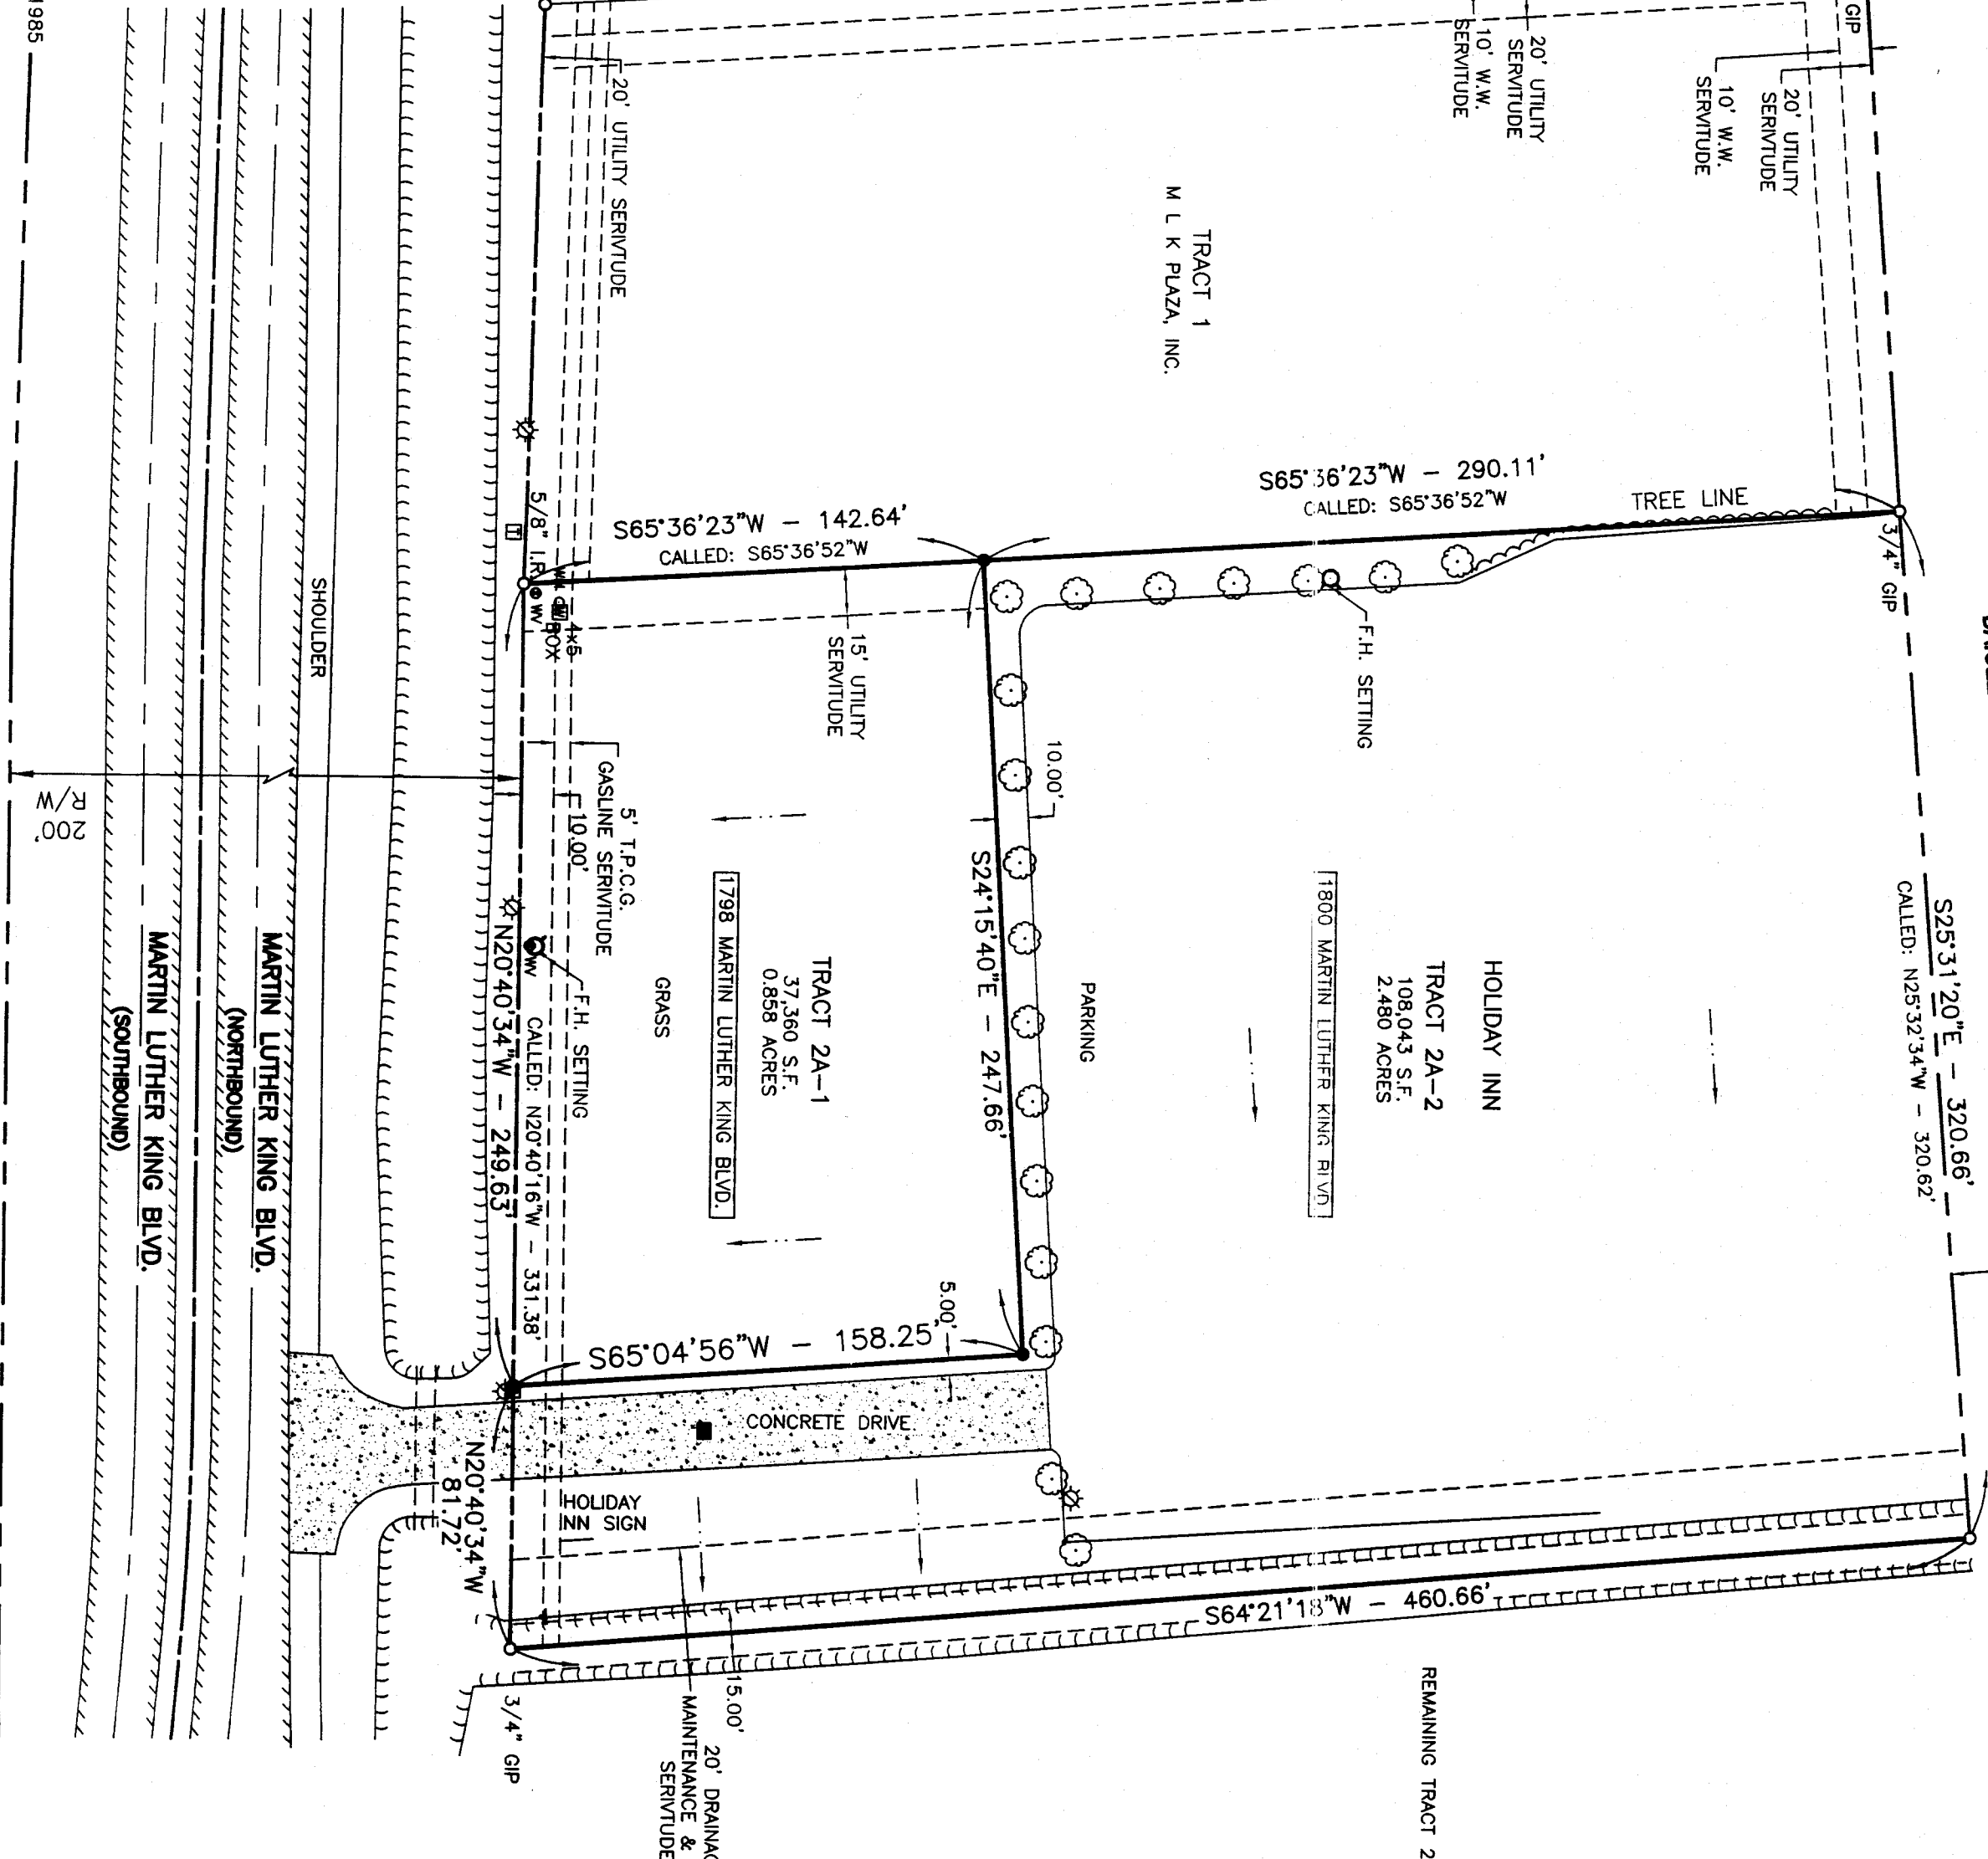 1985
GIP
20' UTILITY
SERIVTUDE
10' W.W.
SERVITUDE
20' UTILITY
SERVITUDE
10' W.W.
SERVITUDE
20' UTILITY SERIVTUDE
TRACT 1
M L K PLAZA, INC.
S65°36'23"W - 290.11'
CALLED: S65°36'52"W
TREE LINE
S65°36'23"W - 142.64'
CALLED: S65°36'52"W
3/4" GIP
5/8" I.R.
T
WV
4x5
BOX
SHOULDER
15' UTILITY
SERVITUDE
F.H. SETTING
10.00'
200'
R/W
5' T.P.C.G.
GASLINE SERIVITUDE
10.00'
S24°15'40"E - 247.66'
S25°31'20"E - 320.66'
CALLED: N25°32'34"W - 320.62'
HOLIDAY INN
TRACT 2A-2
108,043 S.F.
2.480 ACRES
1800 MARTIN LUTHER KING BLVD
PARKING
TRACT 2A-1
37,360 S.F.
0.858 ACRES
1798 MARTIN LUTHER KING BLVD.
GRASS
F.H. SETTING
WV
CALLED: N20°40'16"W - 331.38'
N20°40'34"W - 249.63'
MARTIN LUTHER KING BLVD.
(NORTHBOUND)
MARTIN LUTHER KING BLVD.
(SOUTHBOUND)
5.00'
S65°04'56"W - 158.25'
CONCRETE DRIVE
N20°40'34"W
81.72'
HOLIDAY
INN SIGN
S64°21'18"W - 460.66'
15.00'
3/4" GIP
20' DRAINAG
MAINTENANCE &
SERIVTUDE
REMAINING TRACT 2